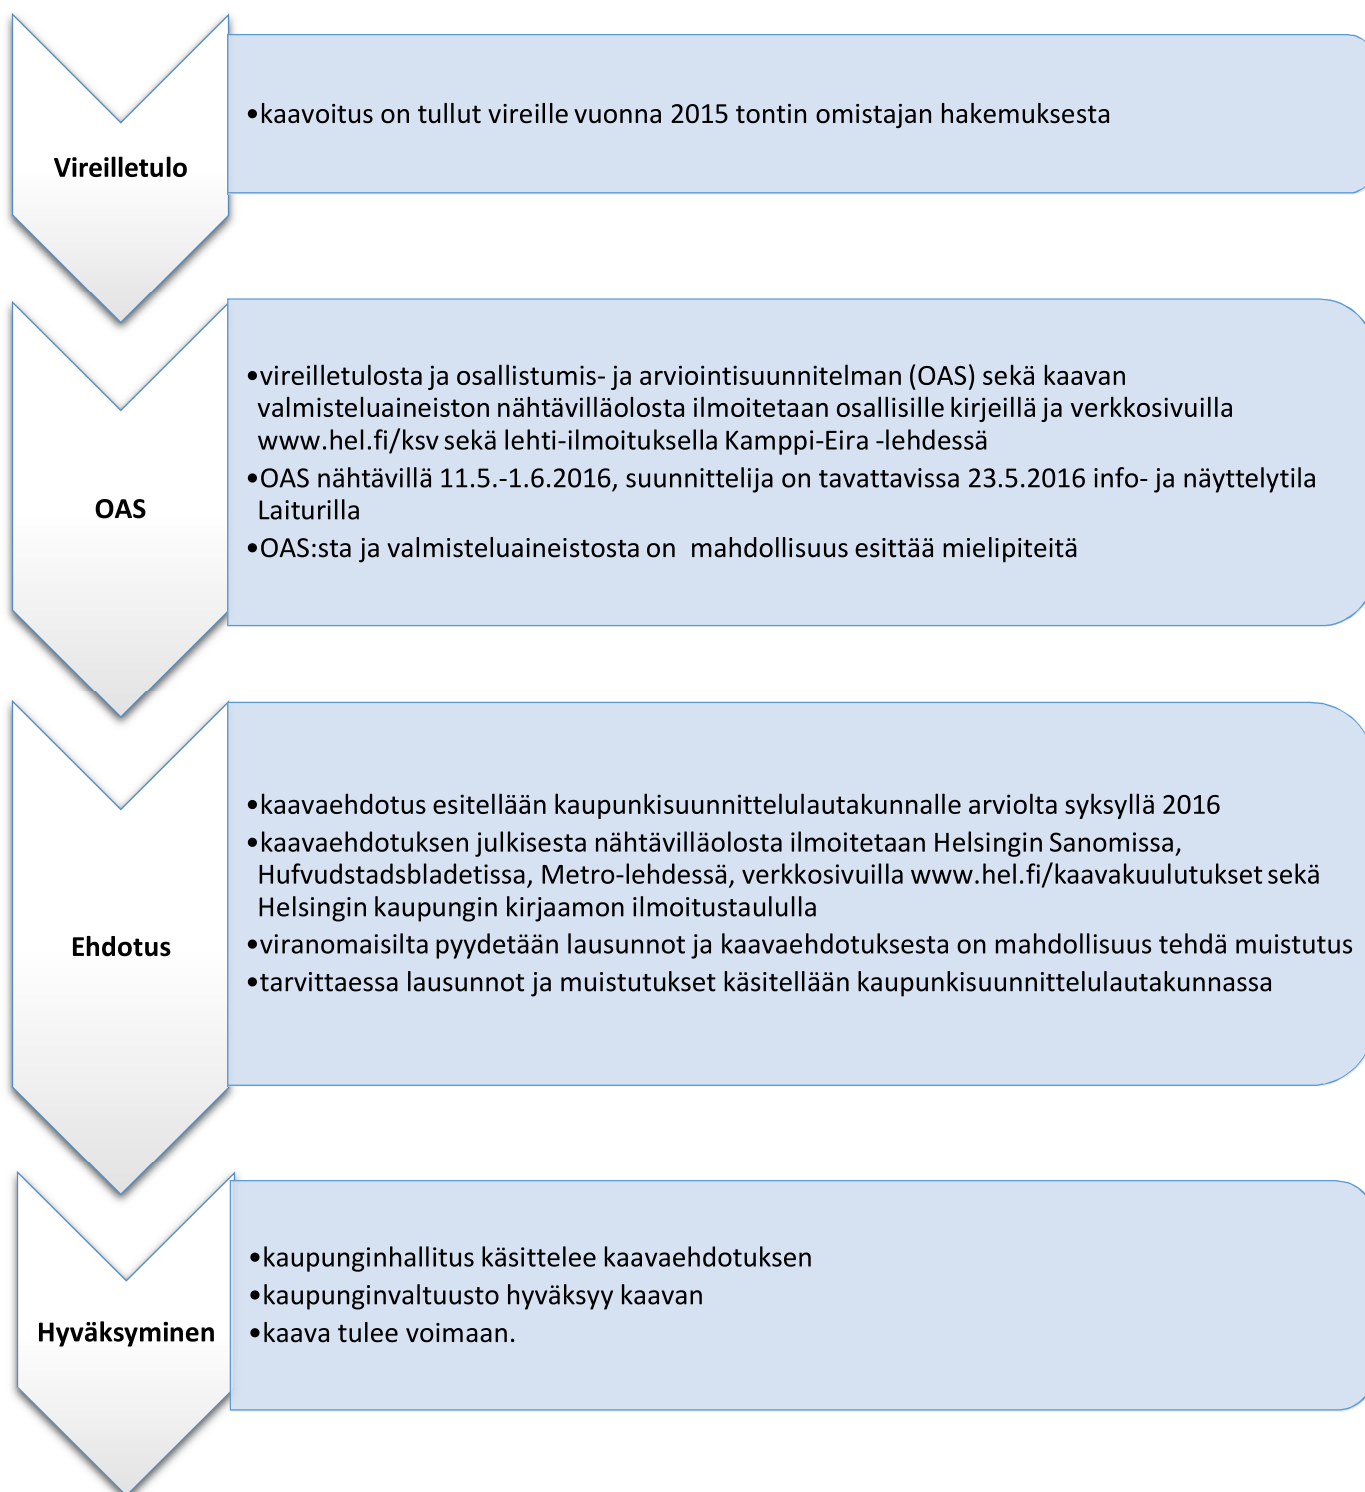 Vireilletulo
•kaavoitus on tullut vireille vuonna 2015 tontin omistajan hakemuksesta
OAS
•vireilletulosta ja osallistumis- ja arviointisuunnitelman (OAS) sekä kaavan
valmisteluaineiston nähtävilläolosta ilmoitetaan osallisille kirjeillä ja verkkosivuilla
www.hel.fi/ksv sekä lehti-ilmoituksella Kamppi-Eira -lehdessä
•OAS nähtävillä 11.5.-1.6.2016, suunnittelija on tavattavissa 23.5.2016 info- ja näyttelytila
Laiturilla
•OAS:sta ja valmisteluaineistosta on  mahdollisuus esittää mielipiteitä
Ehdotus
•kaavaehdotus esitellään kaupunkisuunnittelulautakunnalle arviolta syksyllä 2016
•kaavaehdotuksen julkisesta nähtävilläolosta ilmoitetaan Helsingin Sanomissa,
Hufvudstadsbladetissa, Metro-lehdessä, verkkosivuilla www.hel.fi/kaavakuulutukset sekä
Helsingin kaupungin kirjaamon ilmoitustaululla
•viranomaisilta pyydetään lausunnot ja kaavaehdotuksesta on mahdollisuus tehdä muistutus
•tarvittaessa lausunnot ja muistutukset käsitellään kaupunkisuunnittelulautakunnassa
Hyväksyminen
•kaupunginhallitus käsittelee kaavaehdotuksen
•kaupunginvaltuusto hyväksyy kaavan
•kaava tulee voimaan.